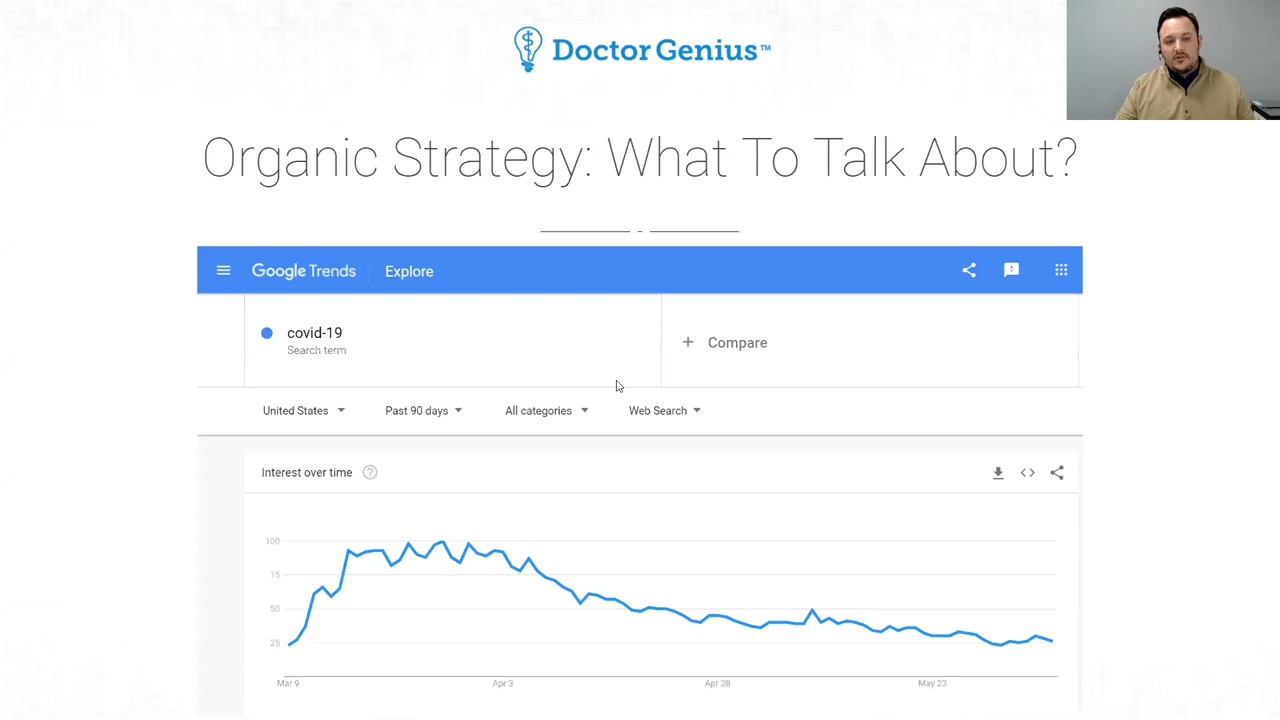 Doctor Genius™
Organic Strategy: What To Talk About?
Google Trends Explore
covid-19
Search term
+ Compare
United States Past 90 days All categories Web Search
Interest over time ?
100
75
50
25
Mar 9 Apr 3 Apr 28 May 23